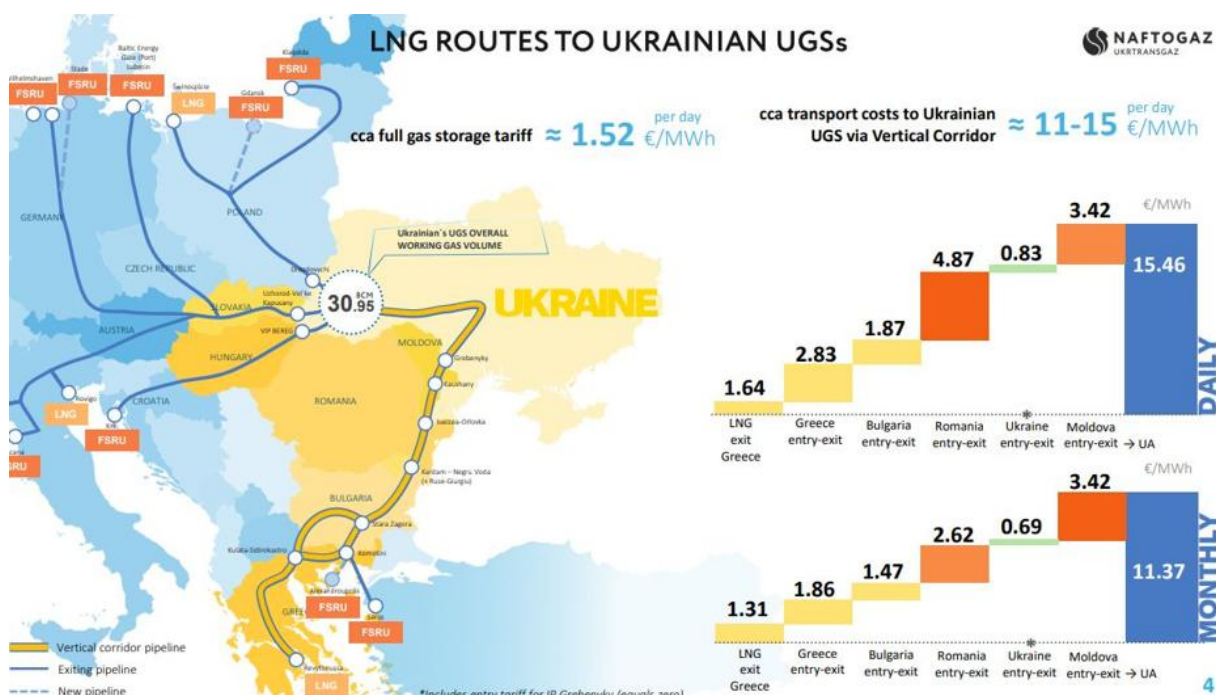 LNG ROUTES TO UKRAINIAN UGSs
NAFTOGAZ
UKRTRANSGAZ
cca full gas storage tariff ≈ 1.52 per day €/MWh
cca transport costs to Ukrainian
UGS via Vertical Corridor ≈ 11-15 per day €/MWh
Klaipėda
FSRU
Baltic Energy
Gate (Port)
Lubmin
FSRU
Stade
FSRU
FSRU
Świnoujście
LNG
Gdansk
FSRU
GERMANY
POLAND
CZECH REPUBLIC
SLOVAKIA
AUSTRIA
HUNGARY
CROATIA
ROMANIA
MOLDOVA
BULGARIA
UKRAINE
Ukrainian`s UGS OVERALL
WORKING GAS VOLUME
30.95 BCM
Uzhorod-Vel'ke
Kapusany
VIP BEREG
Grebenyky
Kaushany
Isaccea-Orlovka
Kardam – Negru Voda
(+ Ruse-Giurgiu)
Stara Zagora
Kulata-Sidirokastro
Komotini
Alexandroupolis
FSRU
FSRU
Revythoussa
LNG
Rovigo
LNG
Krk
FSRU
Vertical corridor pipeline
Exiting pipeline
New pipeline
*Includes entry tariff for IP Grebenyky (equals zero)
€/MWh
1.64
2.83
1.87
4.87
0.83
3.42
15.46
DAILY
LNG exit Greece
Greece entry-exit
Bulgaria entry-exit
Romania entry-exit
*
Ukraine entry-exit
Moldova entry-exit
→ UA
€/MWh
1.31
1.86
1.47
2.62
0.69
3.42
11.37
MONTHLY
LNG exit Greece
Greece entry-exit
Bulgaria entry-exit
Romania entry-exit
*
Ukraine entry-exit
Moldova entry-exit
→ UA
4